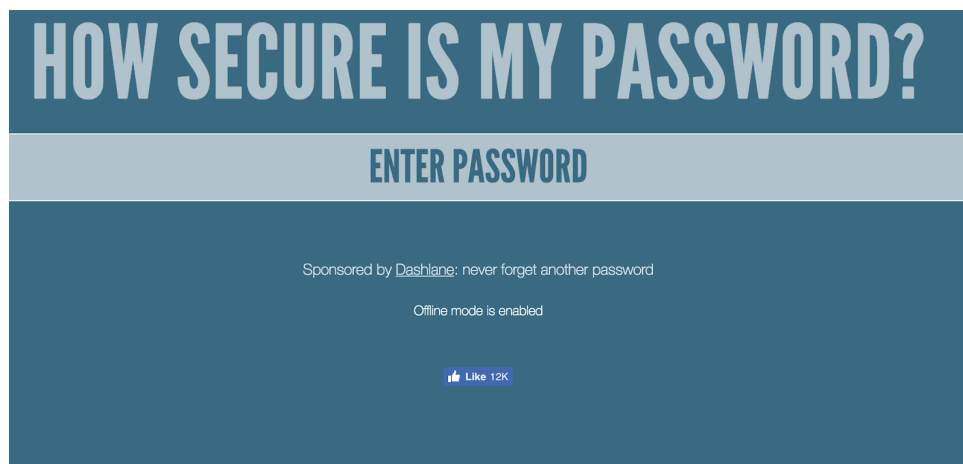 HOW SECURE IS MY PASSWORD?
ENTER PASSWORD
Sponsored by Dashlane: never forget another password
Offline mode is enabled
Like 12K